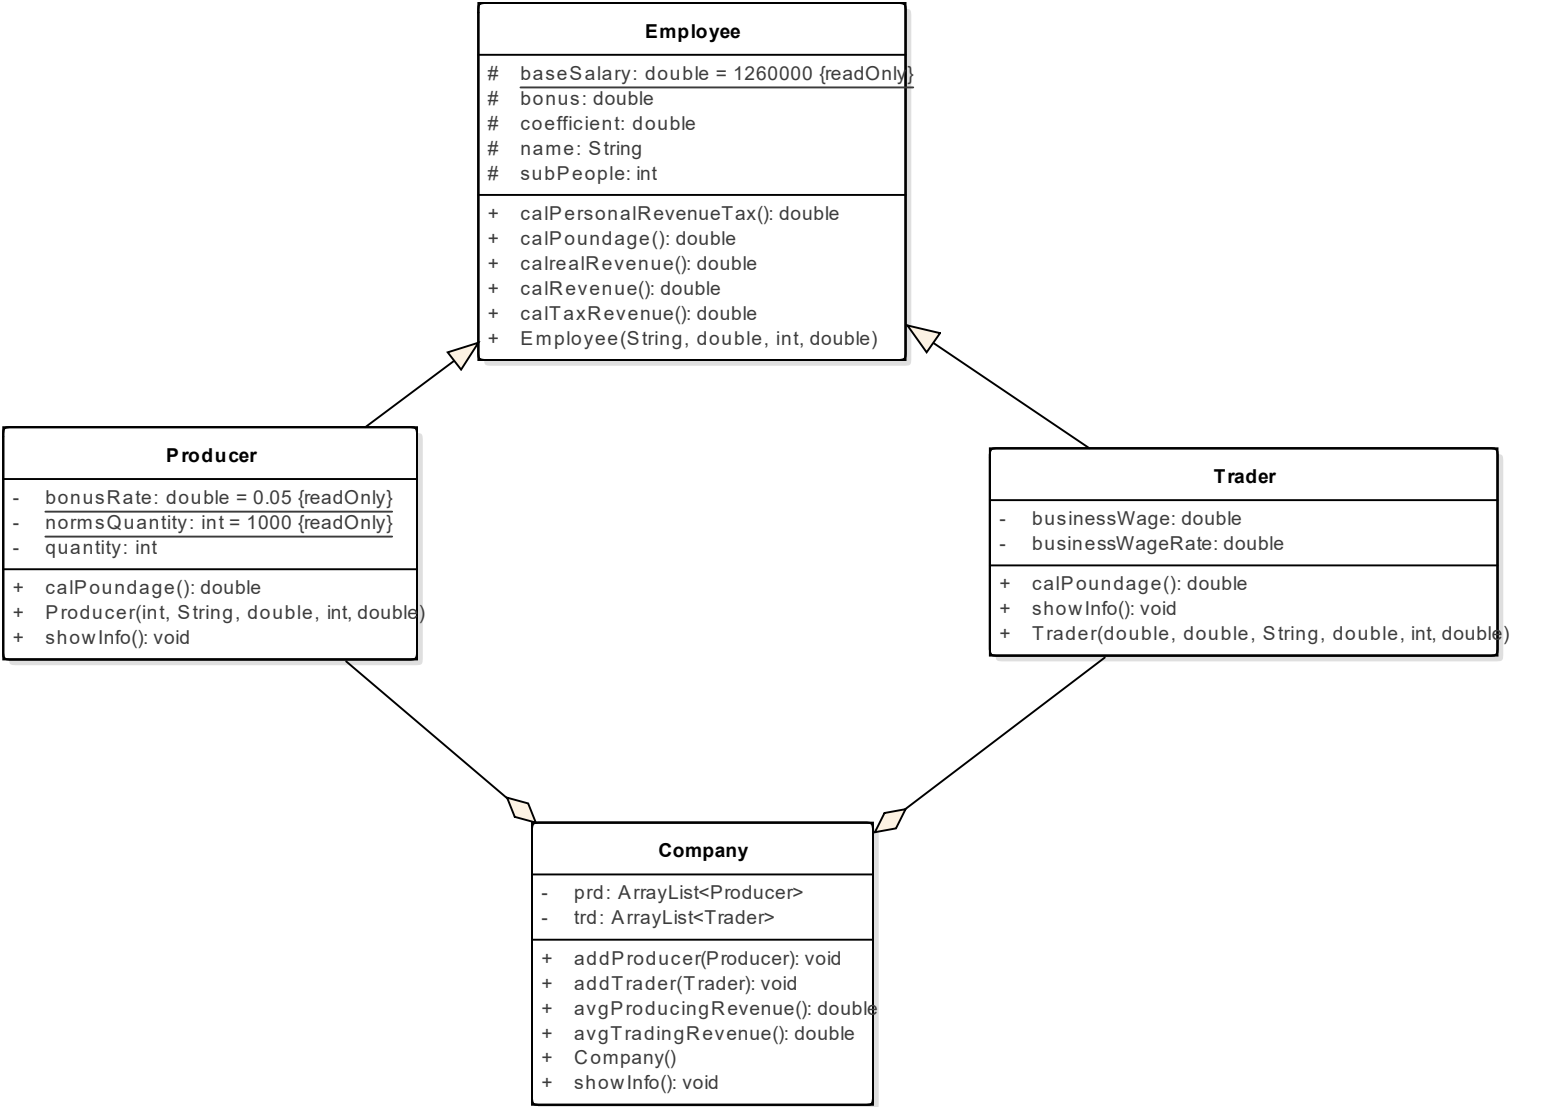 Employee
# baseSalary: double = 1260000 {readOnly}
# bonus: double
# coefficient: double
# name: String
# subPeople: int
+ calPersonalRevenueTax(): double
+ calPoundage(): double
+ calrealRevenue(): double
+ calRevenue(): double
+ calTaxRevenue(): double
+ Employee(String, double, int, double)
Producer
- bonusRate: double = 0.05 {readOnly}
- normsQuantity: int = 1000 {readOnly}
- quantity: int
+ calPoundage(): double
+ Producer(int, String, double, int, double)
+ showInfo(): void
Trader
- businessWage: double
- businessWageRate: double
+ calPoundage(): double
+ showInfo(): void
+ Trader(double, double, String, double, int, double)
Company
- prd: ArrayList<Producer>
- trd: ArrayList<Trader>
+ addProducer(Producer): void
+ addTrader(Trader): void
+ avgProducingRevenue(): double
+ avgTradingRevenue(): double
+ Company()
+ showInfo(): void